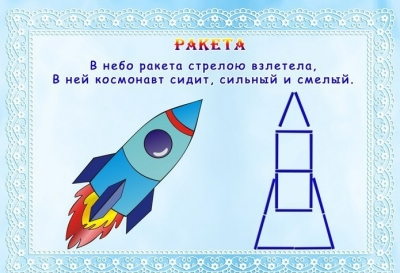 РАКЕТА
В небо ракета стрелою взлетела,
В ней космонавт сидит, сильный и смелый.